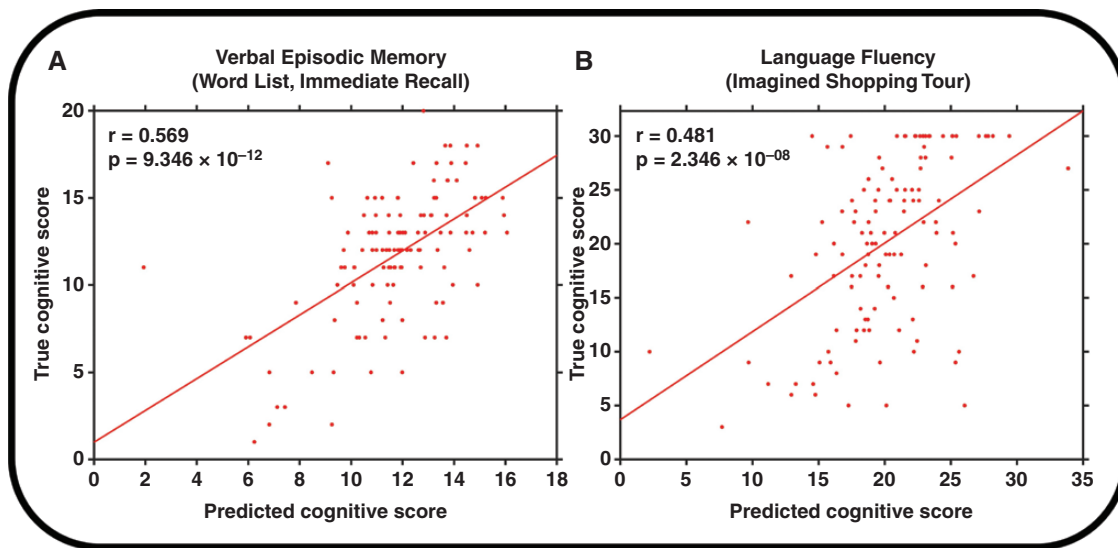 A
Verbal Episodic Memory
(Word List, Immediate Recall)
r = 0.569
p = 9.346 × 10⁻¹²
True cognitive score
20
15
10
5
0
0 2 4 6 8 10 12 14 16 18
Predicted cognitive score
B
Language Fluency
(Imagined Shopping Tour)
r = 0.481
p = 2.346 × 10⁻⁰⁸
True cognitive score
30
25
20
15
10
5
0
0 5 10 15 20 25 30 35
Predicted cognitive score